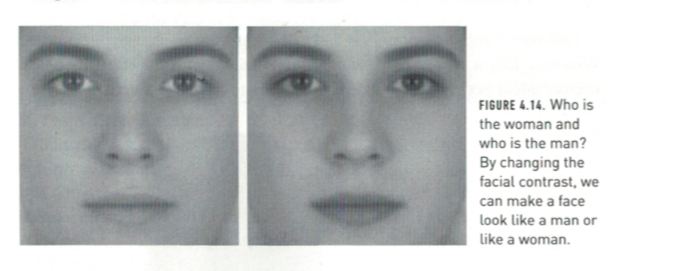 FIGURE 4.14. Who is
the woman and
who is the man?
By changing the
facial contrast, we
can make a face
look like a man or
like a woman.